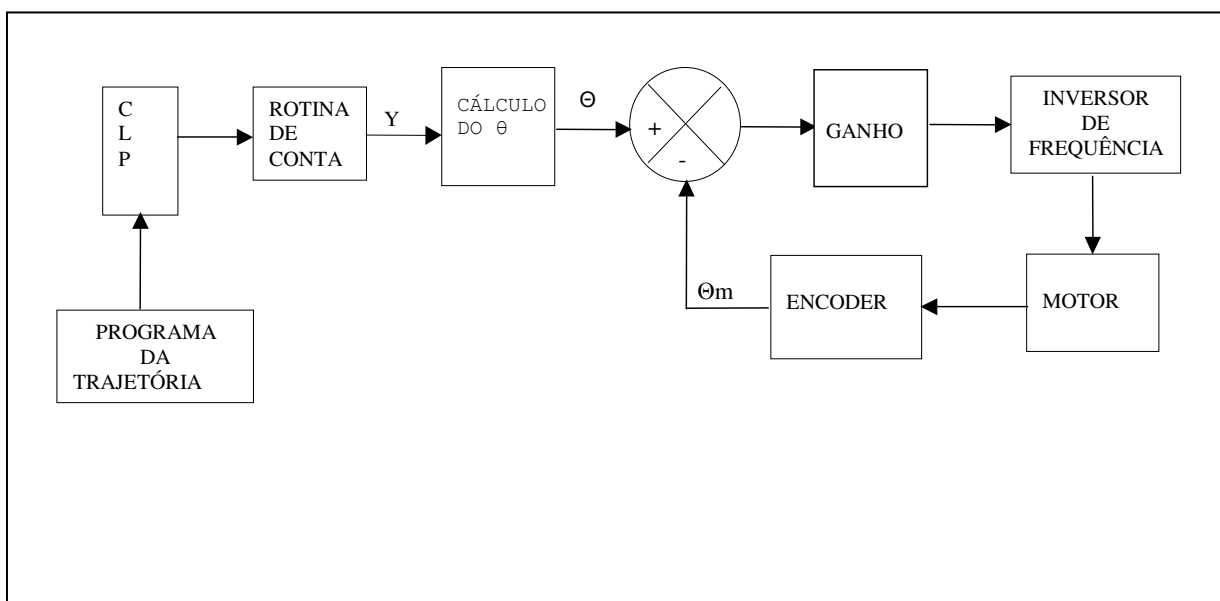 C
L
P
ROTINA
DE
CONTA
Y
CÁLCULO
DO θ
Θ
+
-
GANHO
INVERSOR
DE
FREQUÊNCIA
MOTOR
ENCODER
Θm
PROGRAMA
DA
TRAJETÓRIA